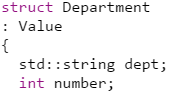 struct Department
: Value
{
  std::string dept;
  int number;